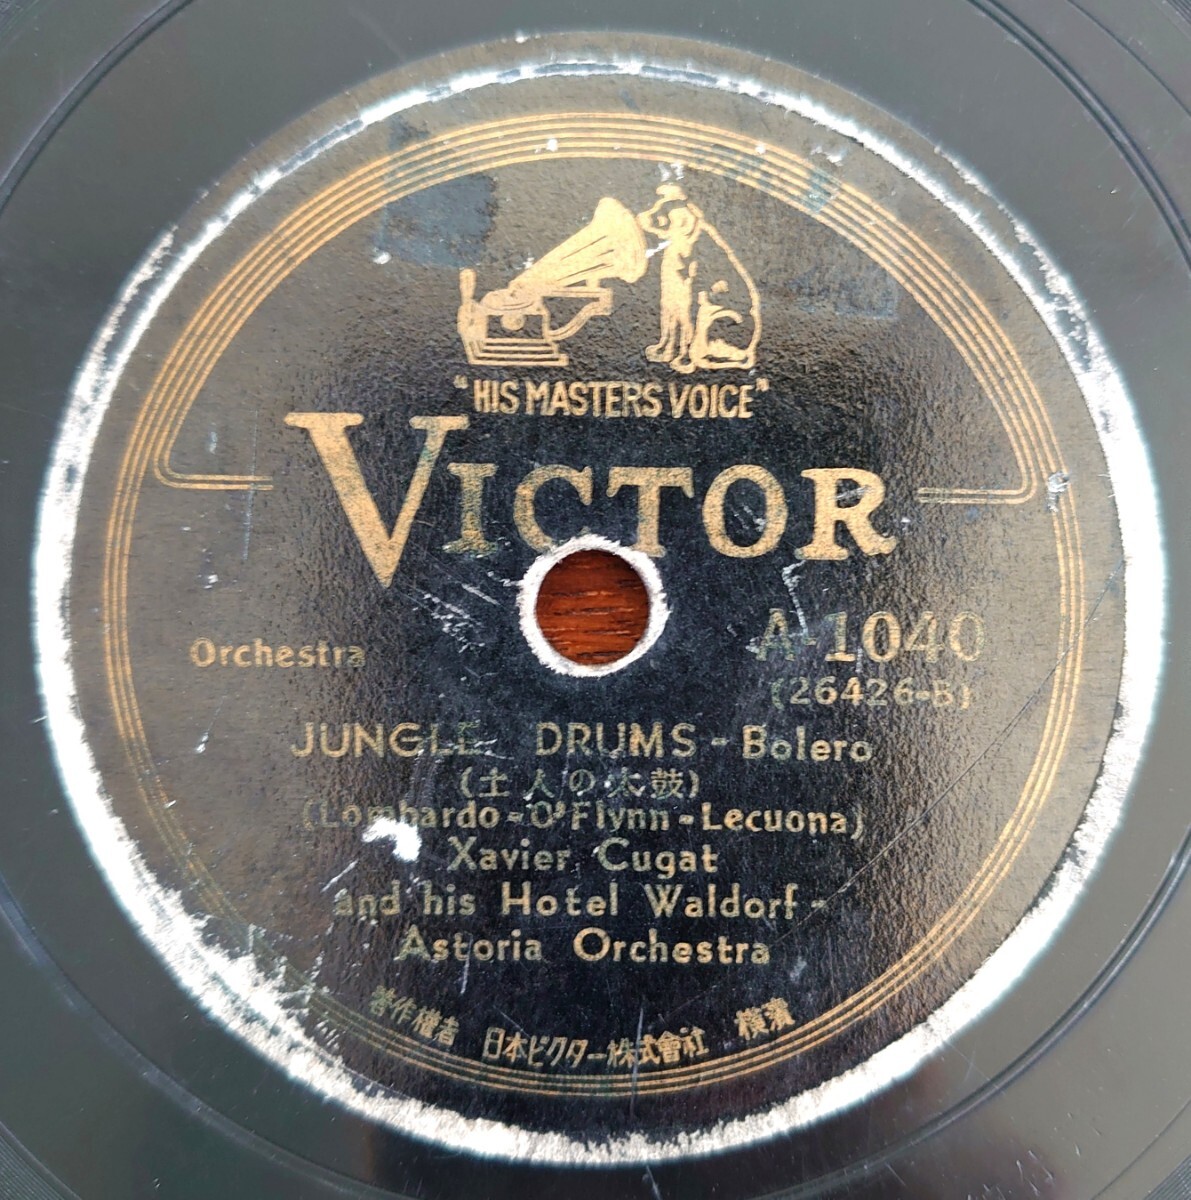 "HIS MASTERS VOICE"
VICTOR
Orchestra
A-1040
(26426-B)
JUNGLE DRUMS - Bolero
(土人の太鼓)
(Lombardo - O'Flynn - Lecuona)
Xavier Cugat
and his Hotel Waldorf -
Astoria Orchestra
著作權者 日本ビクター株式會社 橫濱